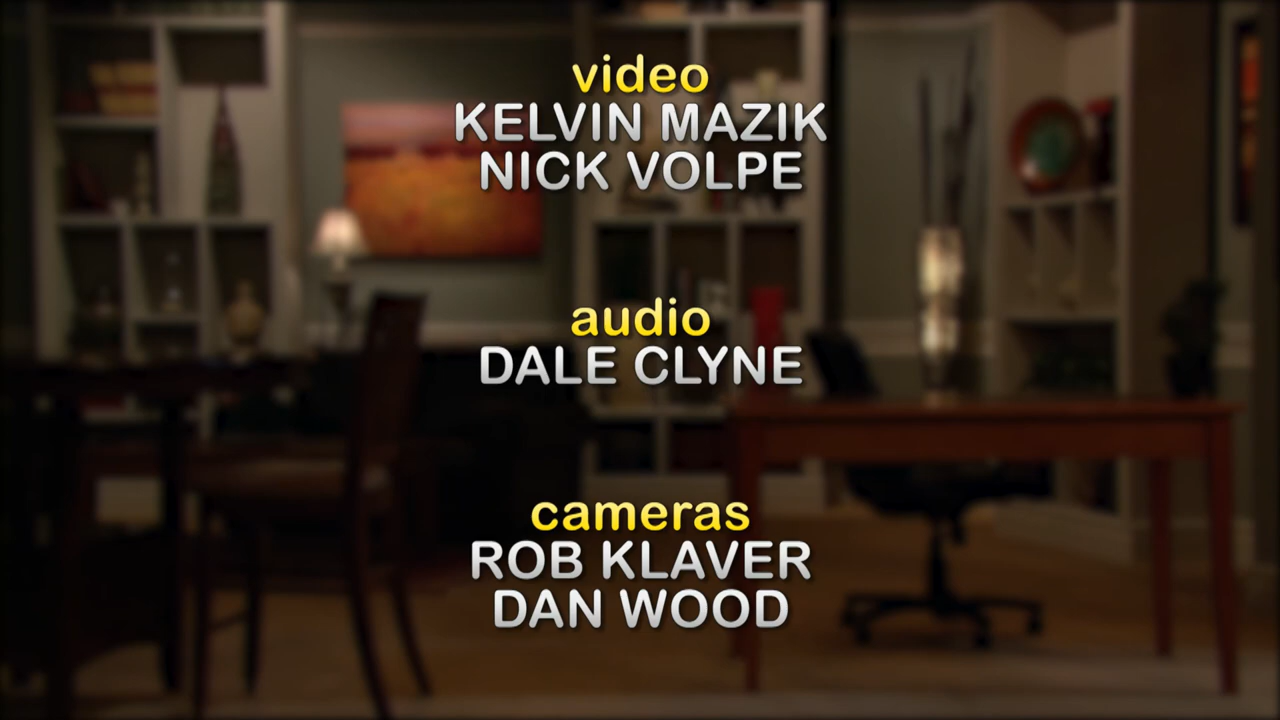 video
KELVIN MAZIK
NICK VOLPE
audio
DALE CLYNE
cameras
ROB KLAVER
DAN WOOD